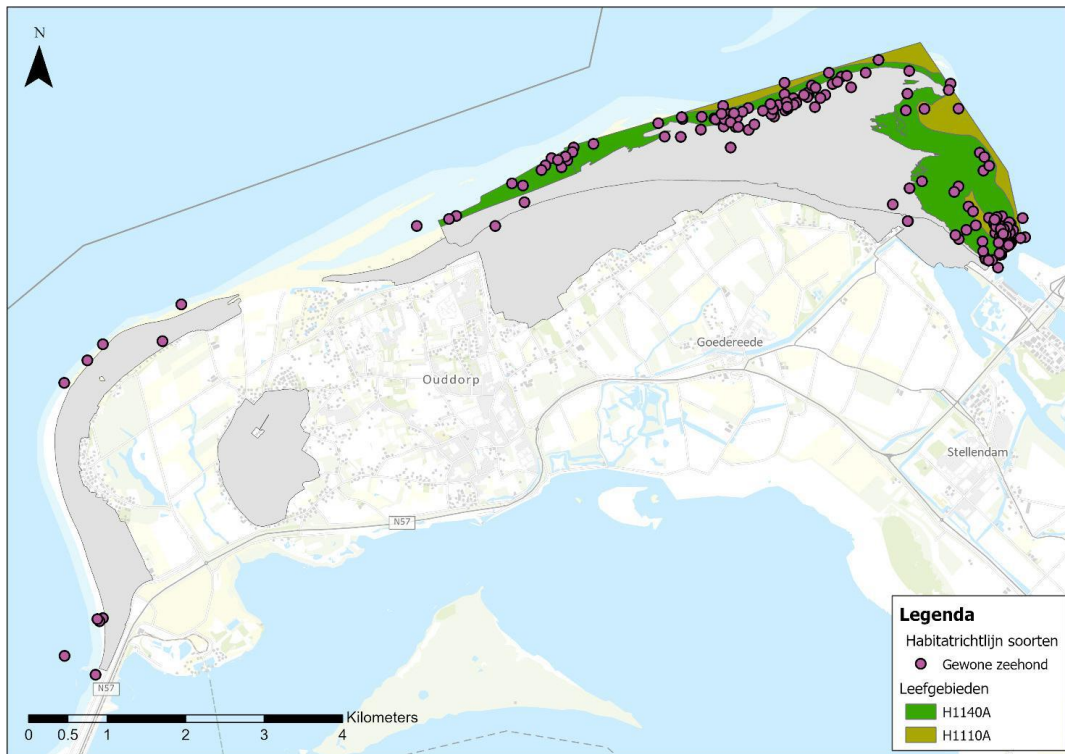 N
Goedereede
Ouddorp
Stellendam
N57
N57
Legenda
Habitatrichtlijn soorten
Gewone zeehond
Leefgebieden
H1140A
H1110A
Kilometers
0 0.5 1 2 3 4